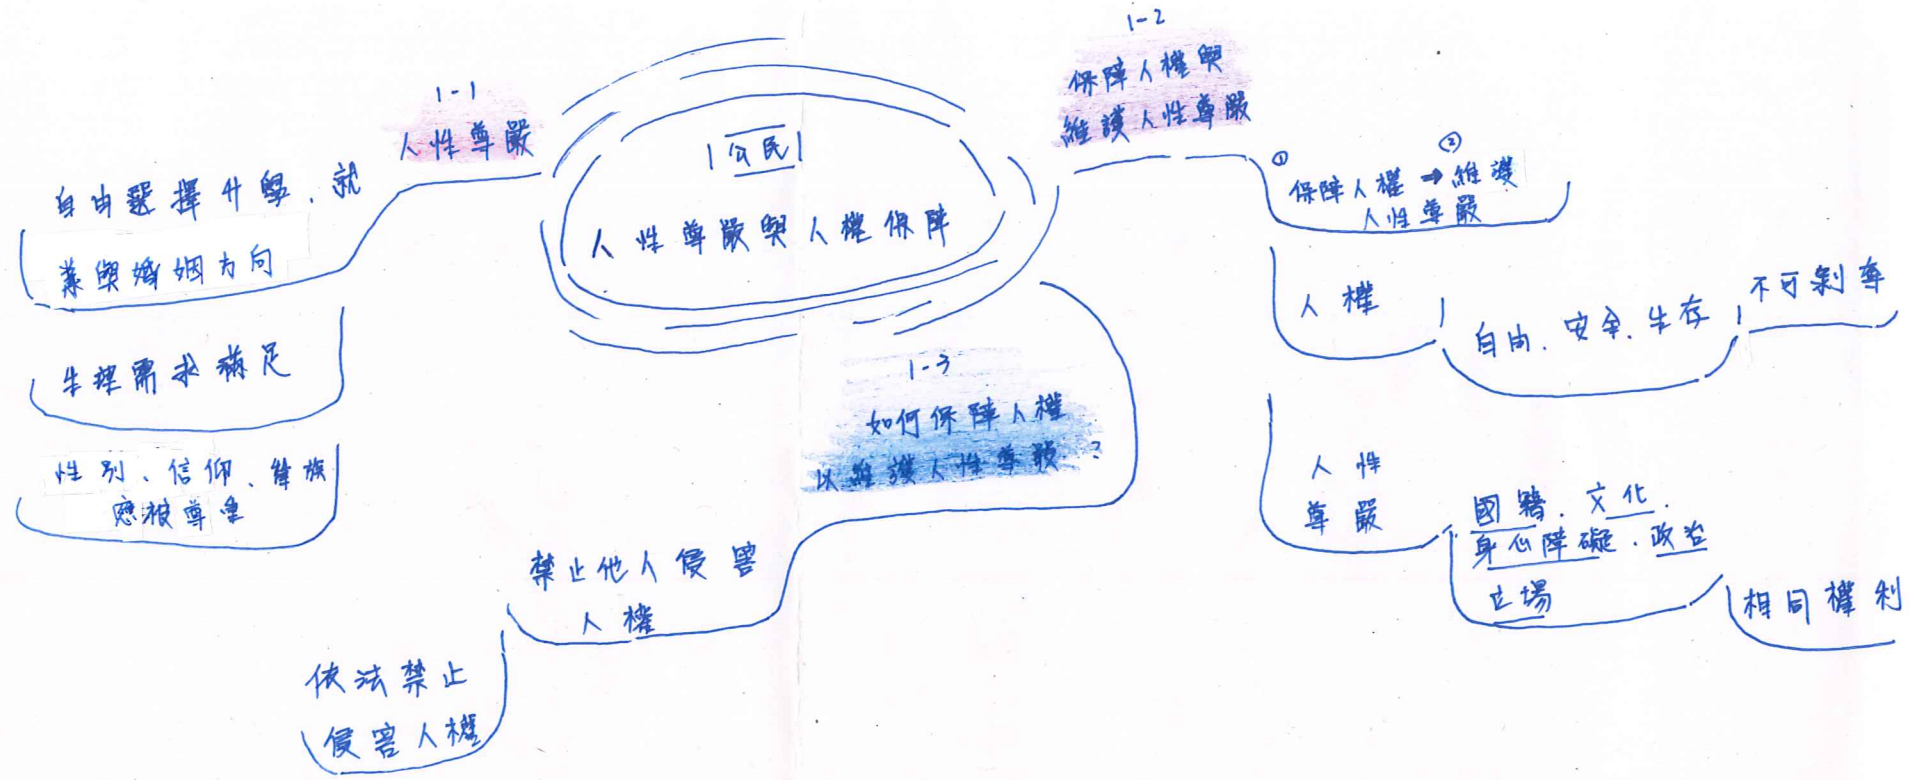 公民
人性尊嚴與人權保障
1-1
人性尊嚴
自由選擇升學、就
業與婚姻方向
生理需求滿足
性別、信仰、種族
應被尊重
1-2
保障人權與
維護人性尊嚴
① ②
保障人權➡維護
人性尊嚴
人權
自由、安全、生存
不可剝奪
人性
尊嚴
國籍、文化、
身心障礙、政治
立場
相同權利
1-3
如何保障人權
以維護人性尊嚴?
禁止他人侵害
人權
依法禁止
侵害人權